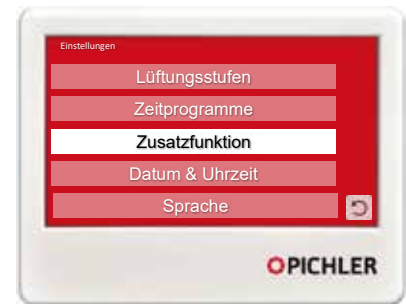 Einstellungen
Lüftungsstufen
Zeitprogramme
Zusatzfunktion
Datum & Uhrzeit
Sprache
PICHLER